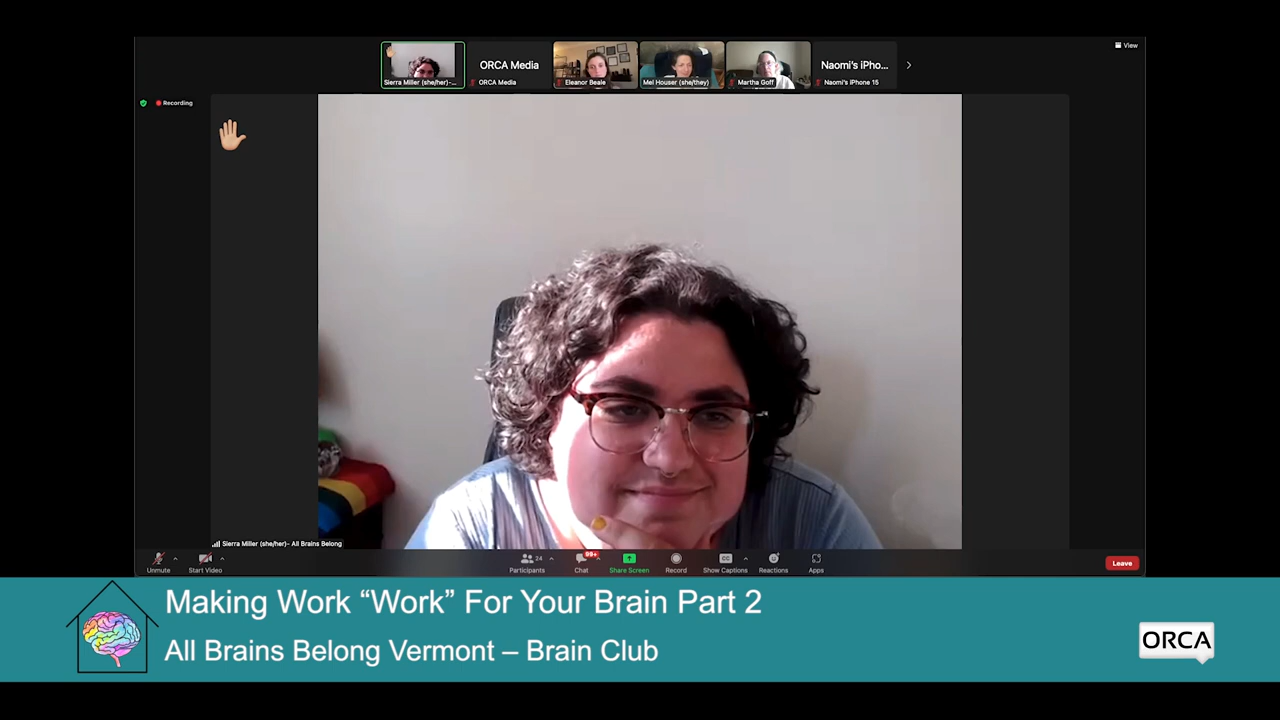 View
Sierra Miller (she/her)-...
ORCA Media
ORCA Media
Eleanor Beale
Mel Houser (she/they)
Martha Goff
Naomi's iPho...
Naomi's iPhone 15
Recording
Sierra Miller (she/her)- All Brains Belong
Unmute
Start Video
24
Participants
99+
Chat
Share Screen
Record
CC
Show Captions
Reactions
Apps
Leave
Making Work “Work” For Your Brain Part 2
All Brains Belong Vermont – Brain Club
ORCA